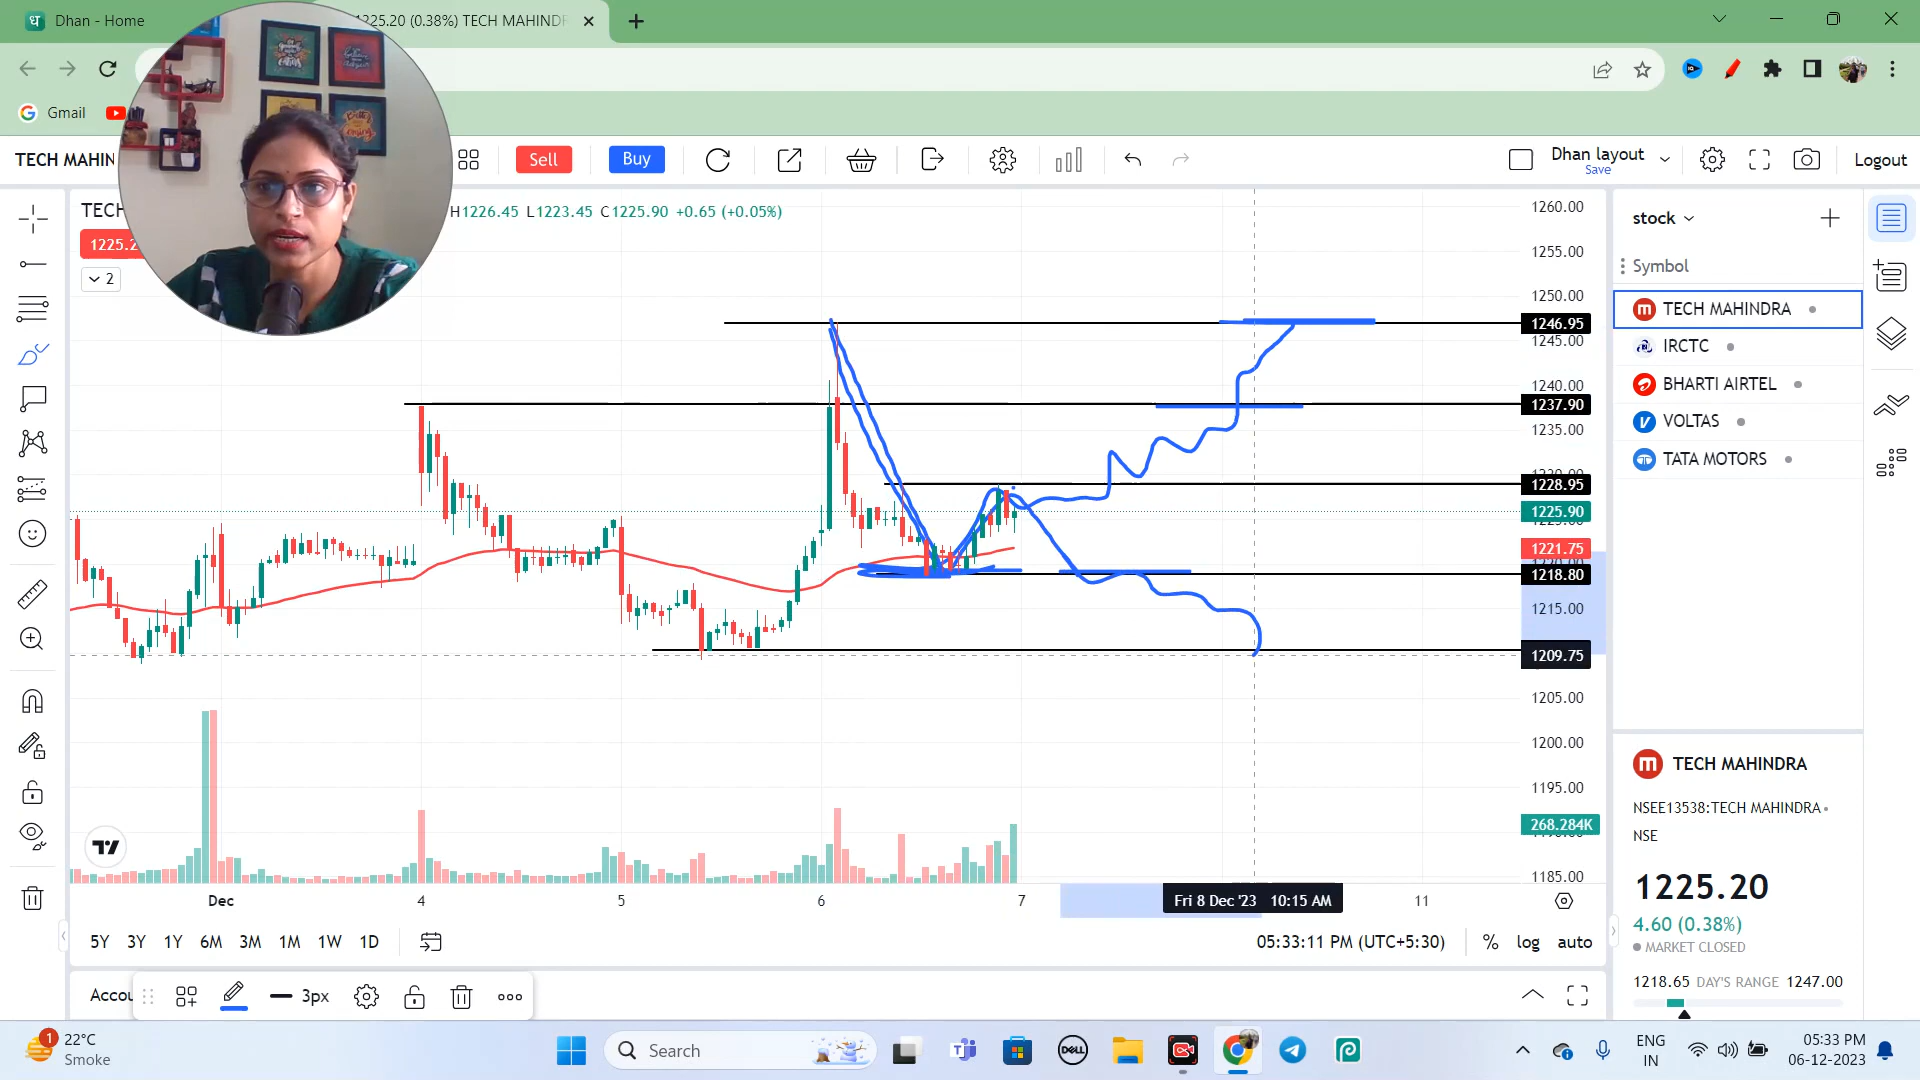 Dhan - Home
1225.20 (0.38%) TECH MAHINDR
Gmail
TECH MAHIN
Sell
Buy
Dhan layout
Save
Logout
TECH
H1226.45 L1223.45 C1225.90 +0.65 (+0.05%)
1225.2
2
1260.00
1255.00
1250.00
1246.95
1245.00
1240.00
1237.90
1235.00
1230.00
1228.95
1225.90
1225.00
1221.75
1218.80
1215.00
1209.75
1205.00
1200.00
1195.00
268.284K
1185.00
stock
Symbol
TECH MAHINDRA
IRCTC
BHARTI AIRTEL
VOLTAS
TATA MOTORS
TECH MAHINDRA
NSEE13538:TECH MAHINDRA
NSE
1225.20
4.60 (0.38%)
MARKET CLOSED
1218.65 DAY'S RANGE 1247.00
Dec
4
5
6
7
Fri 8 Dec '23 10:15 AM
11
5Y 3Y 1Y 6M 3M 1M 1W 1D
05:33:11 PM (UTC+5:30)
% log auto
Accou
3px
1
22°C
Smoke
Search
DELL
ENG
IN
05:33 PM
06-12-2023